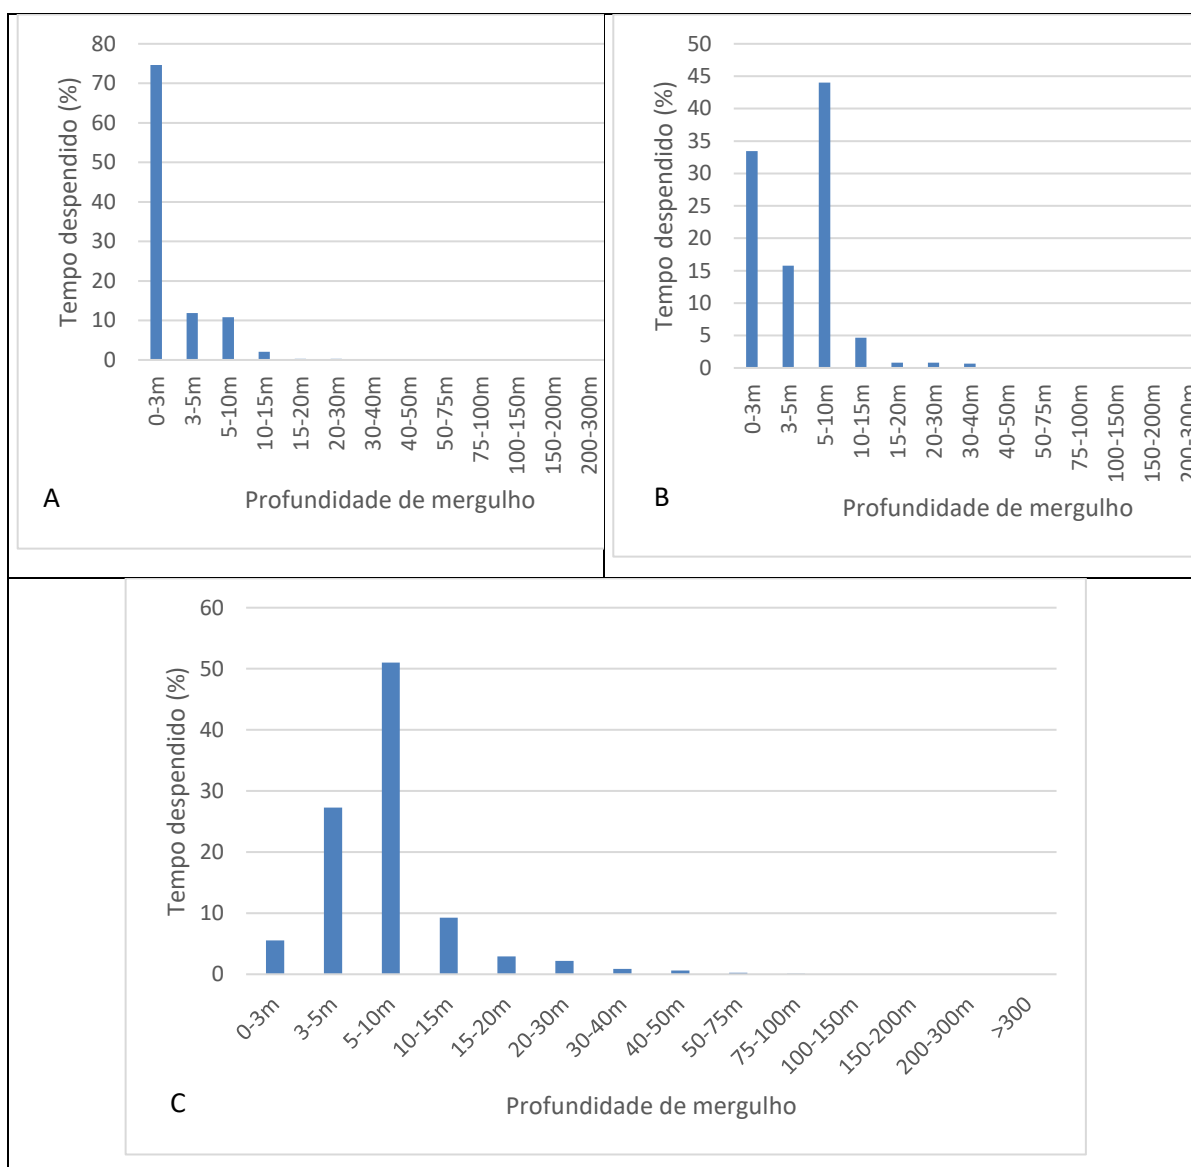 80
70
60
50
40
30
20
10
0
Tempo despendido (%)
0-3m
3-5m
5-10m
10-15m
15-20m
20-30m
30-40m
40-50m
50-75m
75-100m
100-150m
150-200m
200-300m
Profundidade de mergulho
A
50
45
40
35
30
25
20
15
10
5
0
Tempo despendido (%)
0-3m
3-5m
5-10m
10-15m
15-20m
20-30m
30-40m
40-50m
50-75m
75-100m
100-150m
150-200m
200-300m
Profundidade de mergulho
B
60
50
40
30
20
10
0
Tempo despendido (%)
0-3m
3-5m
5-10m
10-15m
15-20m
20-30m
30-40m
40-50m
50-75m
75-100m
100-150m
150-200m
200-300m
>300
Profundidade de mergulho
C